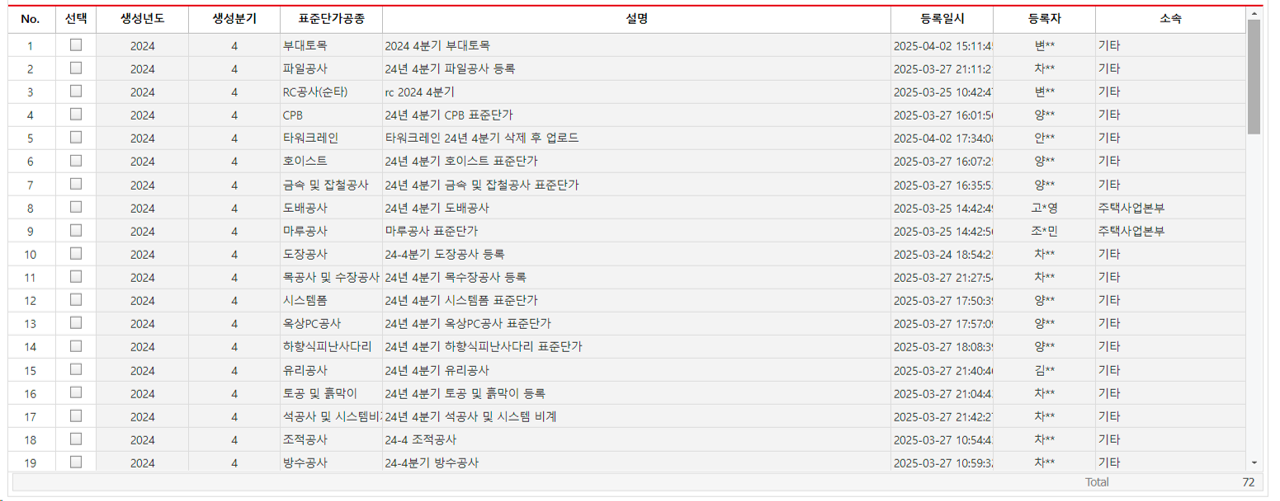 No. 선택 생성년도 생성분기 표준단가공종 설명 등록일시 등록자 소속
1 2024 4 부대토목 2024 4분기 부대토목 2025-04-02 15:11:45 변** 기타
2 2024 4 파일공사 24년 4분기 파일공사 등록 2025-03-27 21:11:2 차** 기타
3 2024 4 RC공사(순타) rc 2024 4분기 2025-03-25 10:42:47 변** 기타
4 2024 4 CPB 24년 4분기 CPB 표준단가 2025-03-27 16:01:56 양** 기타
5 2024 4 타워크레인 타워크레인 24년 4분기 삭제 후 업로드 2025-04-02 17:34:08 안** 기타
6 2024 4 호이스트 24년 4분기 호이스트 표준단가 2025-03-27 16:07:25 양** 기타
7 2024 4 금속 및 잡철공사 24년 4분기 금속 및 잡철공사 표준단가 2025-03-27 16:35:5 양** 기타
8 2024 4 도배공사 24년 4분기 도배공사 2025-03-25 14:42:49 고*영 주택사업본부
9 2024 4 마루공사 마루공사 표준단가 2025-03-25 14:42:56 조*민 주택사업본부
10 2024 4 도장공사 24-4분기 도장공사 등록 2025-03-24 18:54:25 차** 기타
11 2024 4 목공사 및 수장공사 24년 4분기 목수장공사 등록 2025-03-27 21:27:54 차** 기타
12 2024 4 시스템폼 24년 4분기 시스템폼 표준단가 2025-03-27 17:50:39 양** 기타
13 2024 4 옥상PC공사 24년 4분기 옥상PC공사 표준단가 2025-03-27 17:57:09 양** 기타
14 2024 4 하향식피난사다리 24년 4분기 하향식피난사다리 표준단가 2025-03-27 18:08:39 양** 기타
15 2024 4 유리공사 24년 4분기 유리공사 2025-03-27 21:40:46 김** 기타
16 2024 4 토공 및 흙막이 24년 4분기 토공 및 흙막이 등록 2025-03-27 21:04:4 차** 기타
17 2024 4 석공사 및 시스템비계 24년 4분기 석공사 및 시스템 비계 2025-03-27 21:42:27 차** 기타
18 2024 4 조적공사 24-4 조적공사 2025-03-27 10:54:4 차** 기타
19 2024 4 방수공사 24-4분기 방수공사 2025-03-27 10:59:32 차** 기타
Total 72